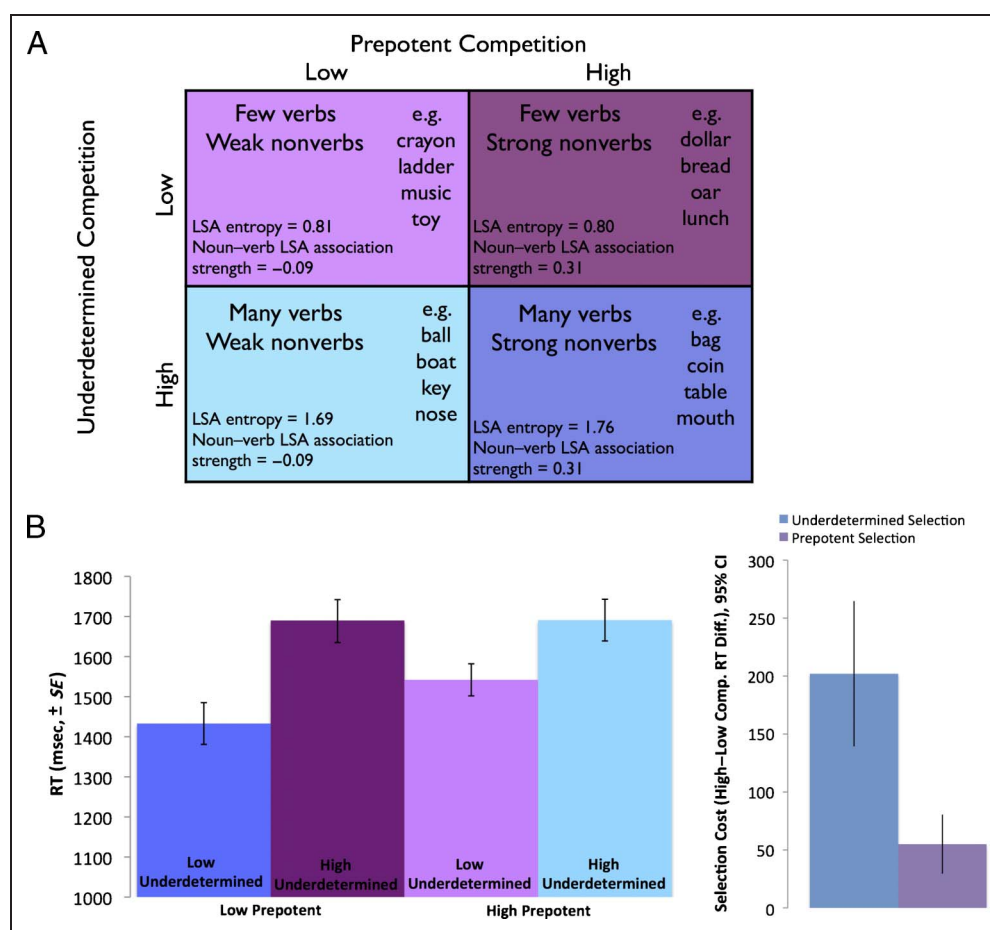 A
Prepotent Competition
Low
High
Underdetermined Competition
Low
Few verbs
Weak nonverbs
e.g.
crayon
ladder
music
toy
LSA entropy = 0.81
Noun–verb LSA association
strength = –0.09
Few verbs
Strong nonverbs
e.g.
dollar
bread
oar
lunch
LSA entropy = 0.80
Noun–verb LSA association
strength = 0.31
High
Many verbs
Weak nonverbs
e.g.
ball
boat
key
nose
LSA entropy = 1.69
Noun–verb LSA association
strength = –0.09
Many verbs
Strong nonverbs
e.g.
bag
coin
table
mouth
LSA entropy = 1.76
Noun–verb LSA association
strength = 0.31
B
RT (msec, ± SE)
1800
1700
1600
1500
1400
1300
1200
1100
1000
Low
Underdetermined
High
Underdetermined
Low
Underdetermined
High
Underdetermined
Low Prepotent
High Prepotent
Underdetermined Selection
Prepotent Selection
Selection Cost (High–Low Comp. RT Diff.), 95% CI
300
250
200
150
100
50
0